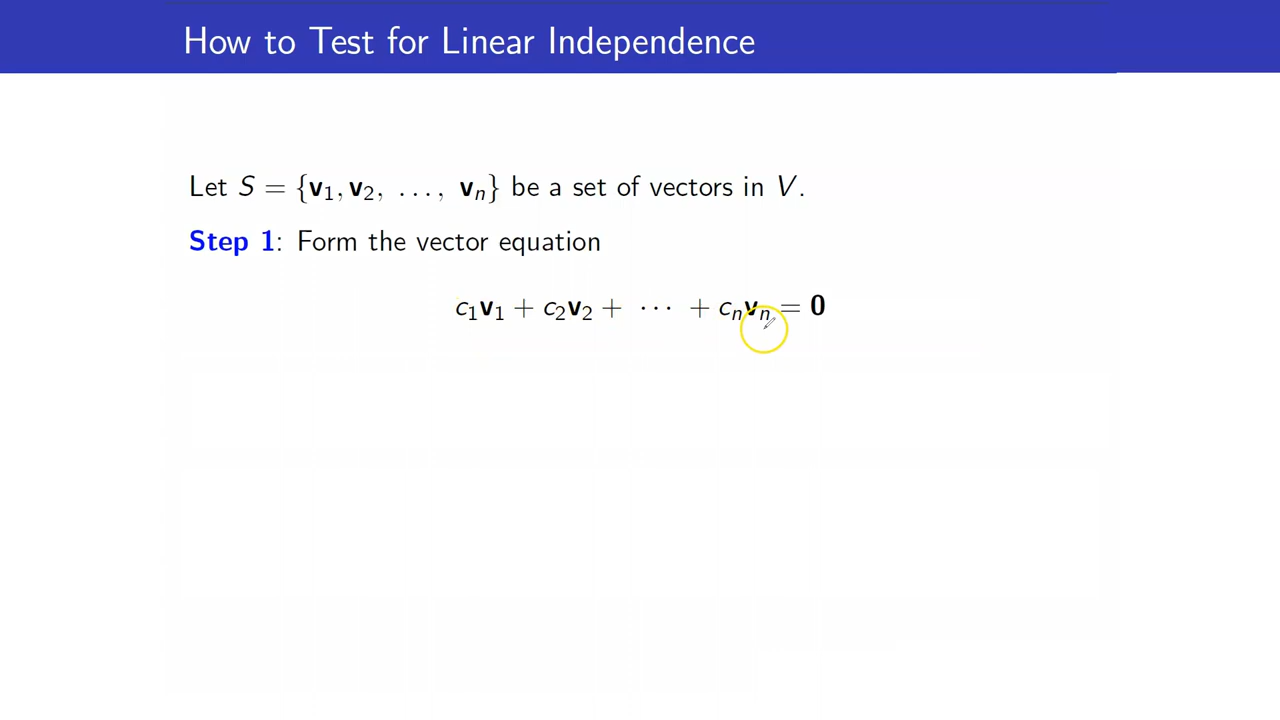 How to Test for Linear Independence
Let S = {v₁, v₂, ..., vₙ} be a set of vectors in V.
Step 1: Form the vector equation
c₁v₁ + c₂v₂ + ⋯ + cₙvₙ = 0